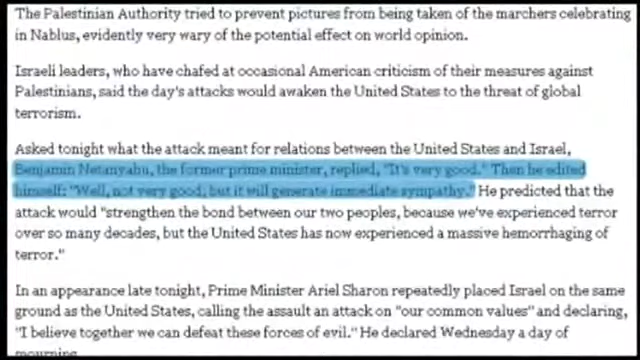 The Palestinian Authority tried to prevent pictures from being taken of the marchers celebrating
in Nablus, evidently very wary of the potential effect on world opinion.
Israeli leaders, who have chafed at occasional American criticism of their measures against
Palestinians, said the day's attacks would awaken the United States to the threat of global
terrorism.
Asked tonight what the attack meant for relations between the United States and Israel,
Benjamin Netanyahu, the former prime minister, replied, "It's very good." Then he edited
himself: "Well, not very good, but it will generate immediate sympathy." He predicted that the
attack would "strengthen the bond between our two peoples, because we've experienced terror
over so many decades, but the United States has now experienced a massive hemorrhaging of
terror."
In an appearance late tonight, Prime Minister Ariel Sharon repeatedly placed Israel on the same
ground as the United States, calling the assault an attack on "our common values" and declaring,
"I believe together we can defeat these forces of evil." He declared Wednesday a day of
mourning